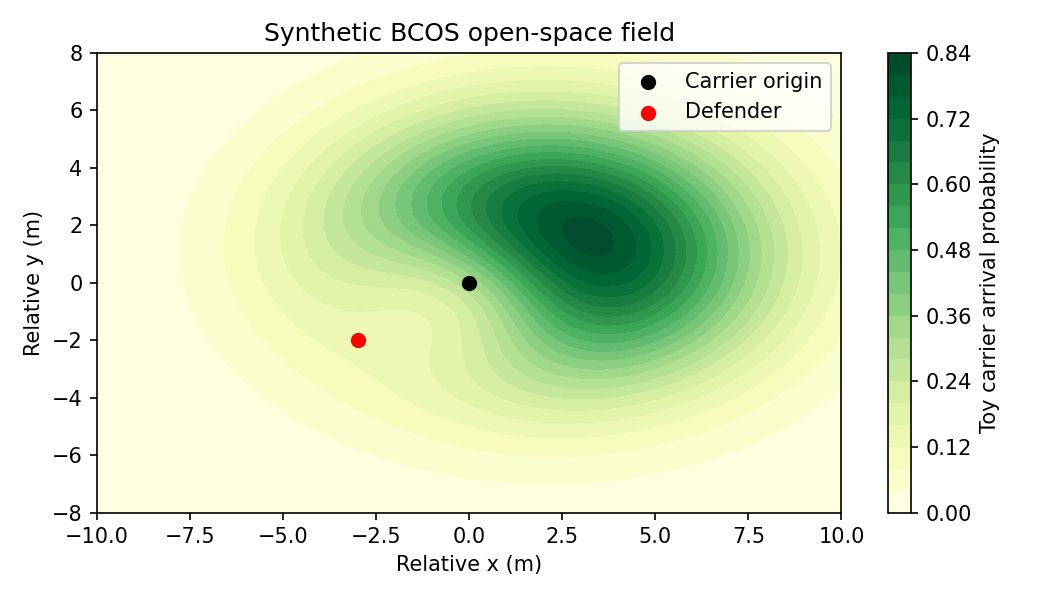 Synthetic BCOS open-space field
Carrier origin
Defender
8
6
4
2
0
−2
−4
−6
−8
Relative y (m)
−10.0 −7.5 −5.0 −2.5 0.0 2.5 5.0 7.5 10.0
Relative x (m)
0.84
0.72
0.60
0.48
0.36
0.24
0.12
0.00
Toy carrier arrival probability